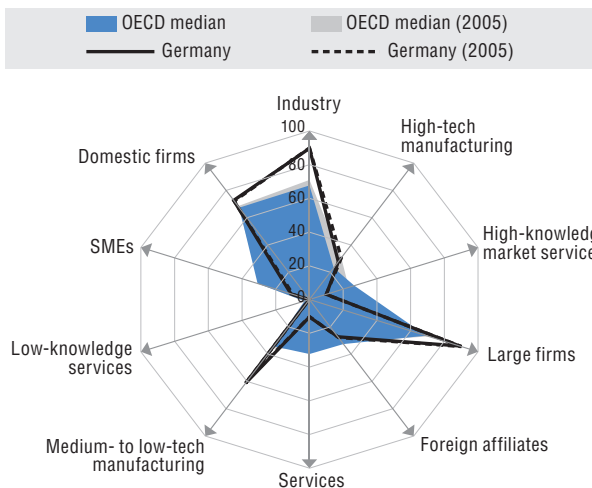 OECD median
OECD median (2005)
Germany
Germany (2005)
Industry
100
80
60
40
20
0
High-tech
manufacturing
High-knowledge
market service
Large firms
Foreign affiliates
Services
Medium- to low-tech
manufacturing
Low-knowledge
services
SMEs
Domestic firms